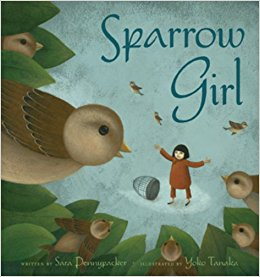 Sparrow
Girl
WRITTEN BY Sara Pennypacker ILLUSTRATED BY Yoko Tanaka